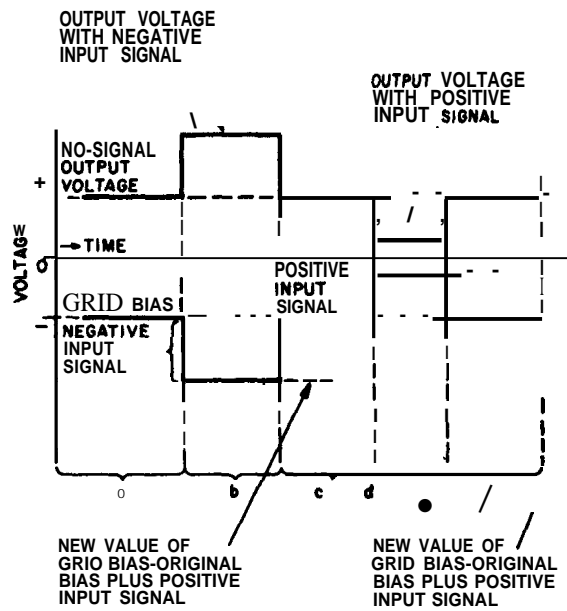 OUTPUT VOLTAGE
WITH NEGATIVE
INPUT SIGNAL
OUTPUT VOLTAGE
WITH POSITIVE
INPUT SIGNAL
NO-SIGNAL
OUTPUT
VOLTAGE
+
→ TIME
VOLTAGE
0
POSITIVE
INPUT
SIGNAL
GRID BIAS
−
NEGATIVE
INPUT
SIGNAL
o b c d
NEW VALUE OF
GRIO BIAS-ORIGINAL
BIAS PLUS POSITIVE
INPUT SIGNAL
NEW VALUE OF
GRID BIAS-ORIGINAL
BIAS PLUS POSITIVE
INPUT SIGNAL